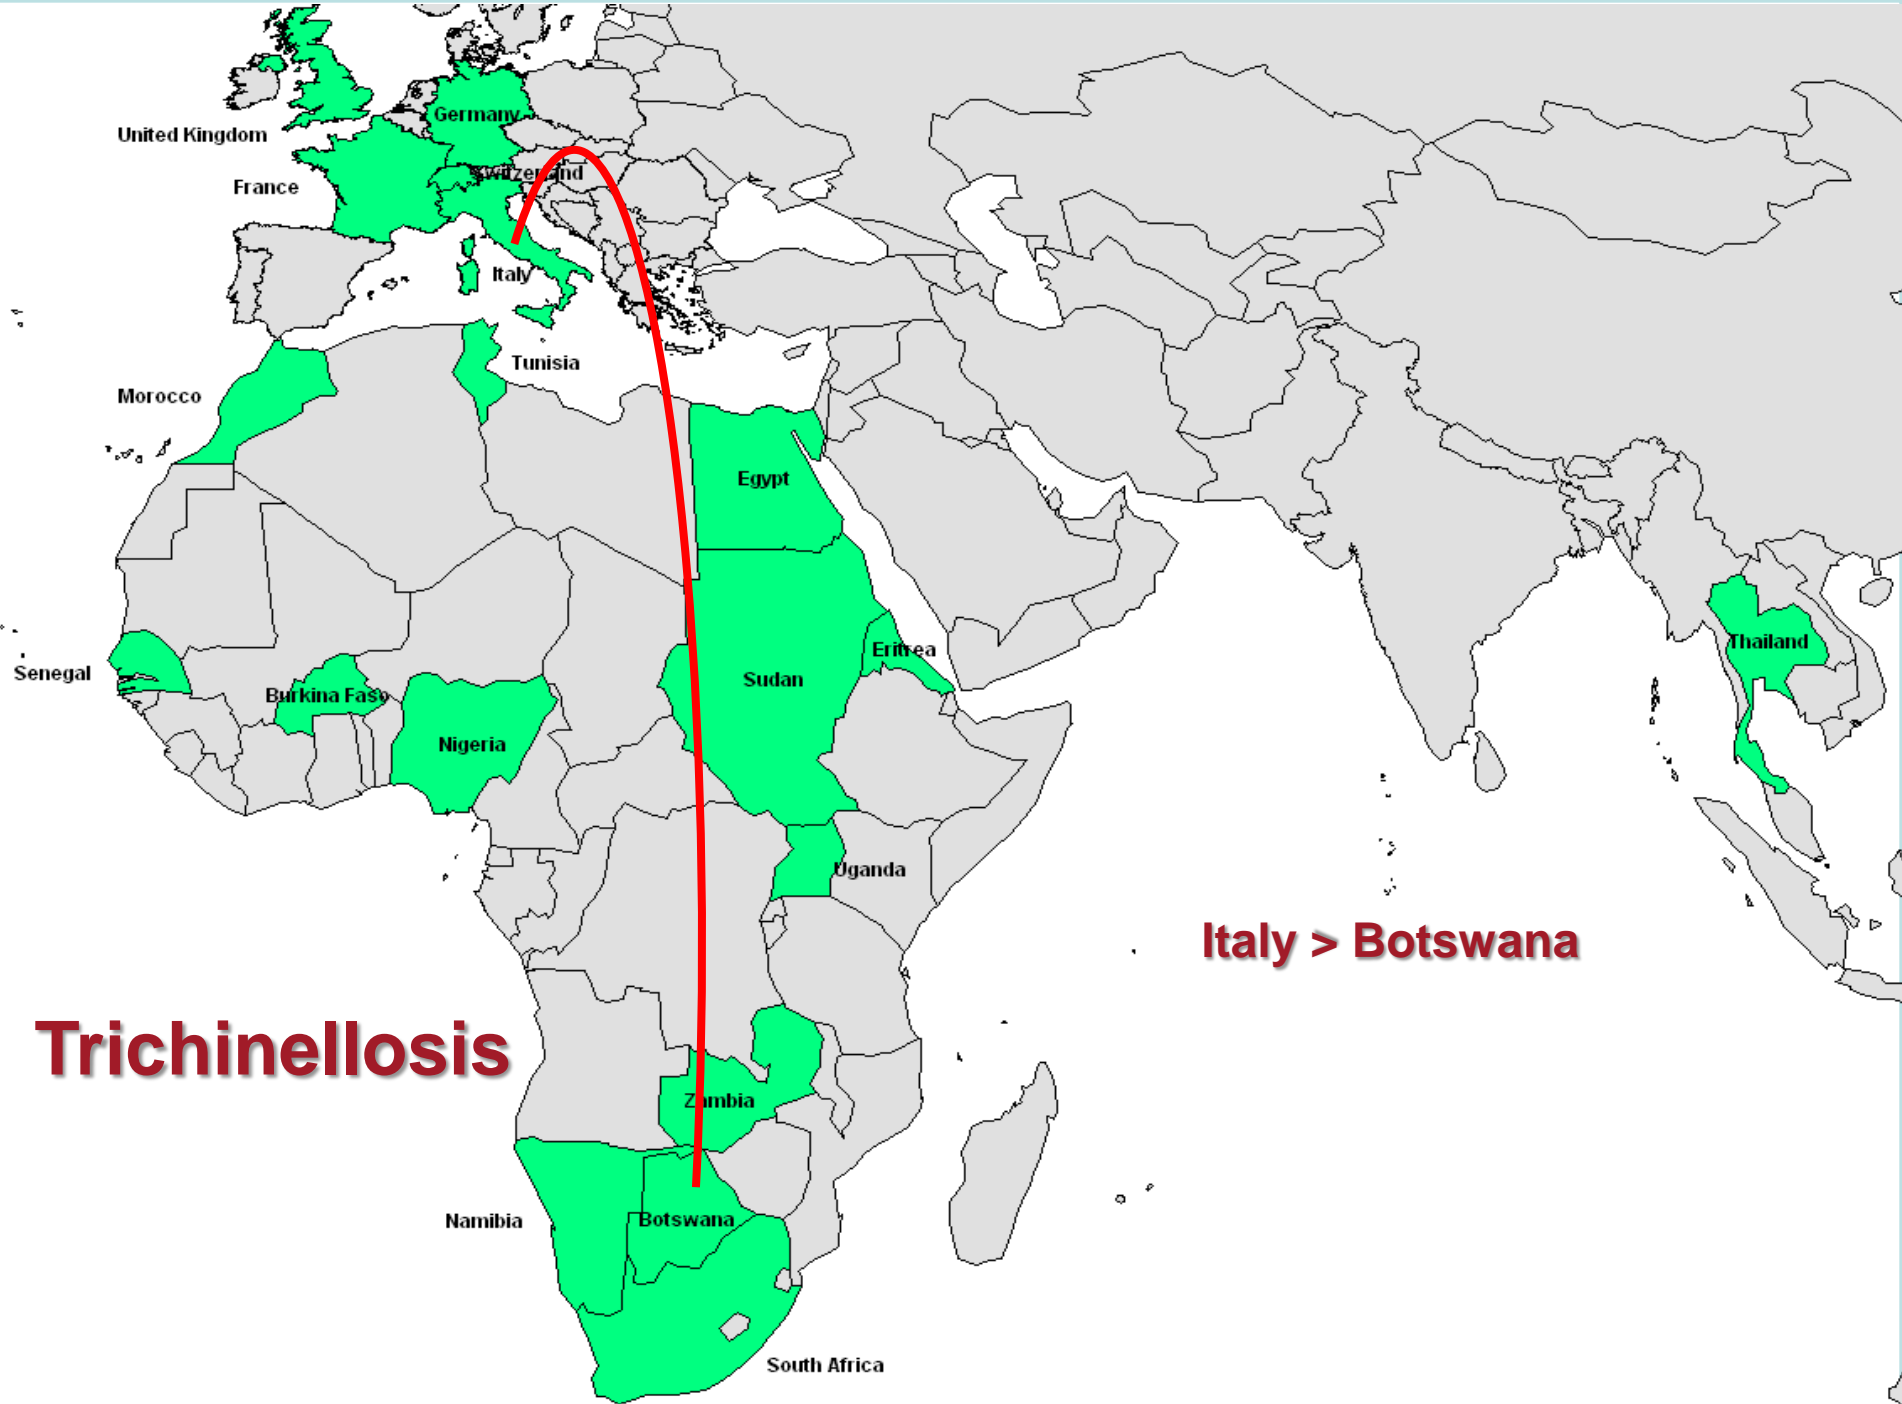 Germany
United Kingdom
Switzerland
France
Italy
Tunisia
Morocco
Egypt
Thailand
Eritrea
Senegal
Sudan
Burkina Faso
Nigeria
Uganda
Italy > Botswana
Trichinellosis
Zambia
Namibia
Botswana
South Africa